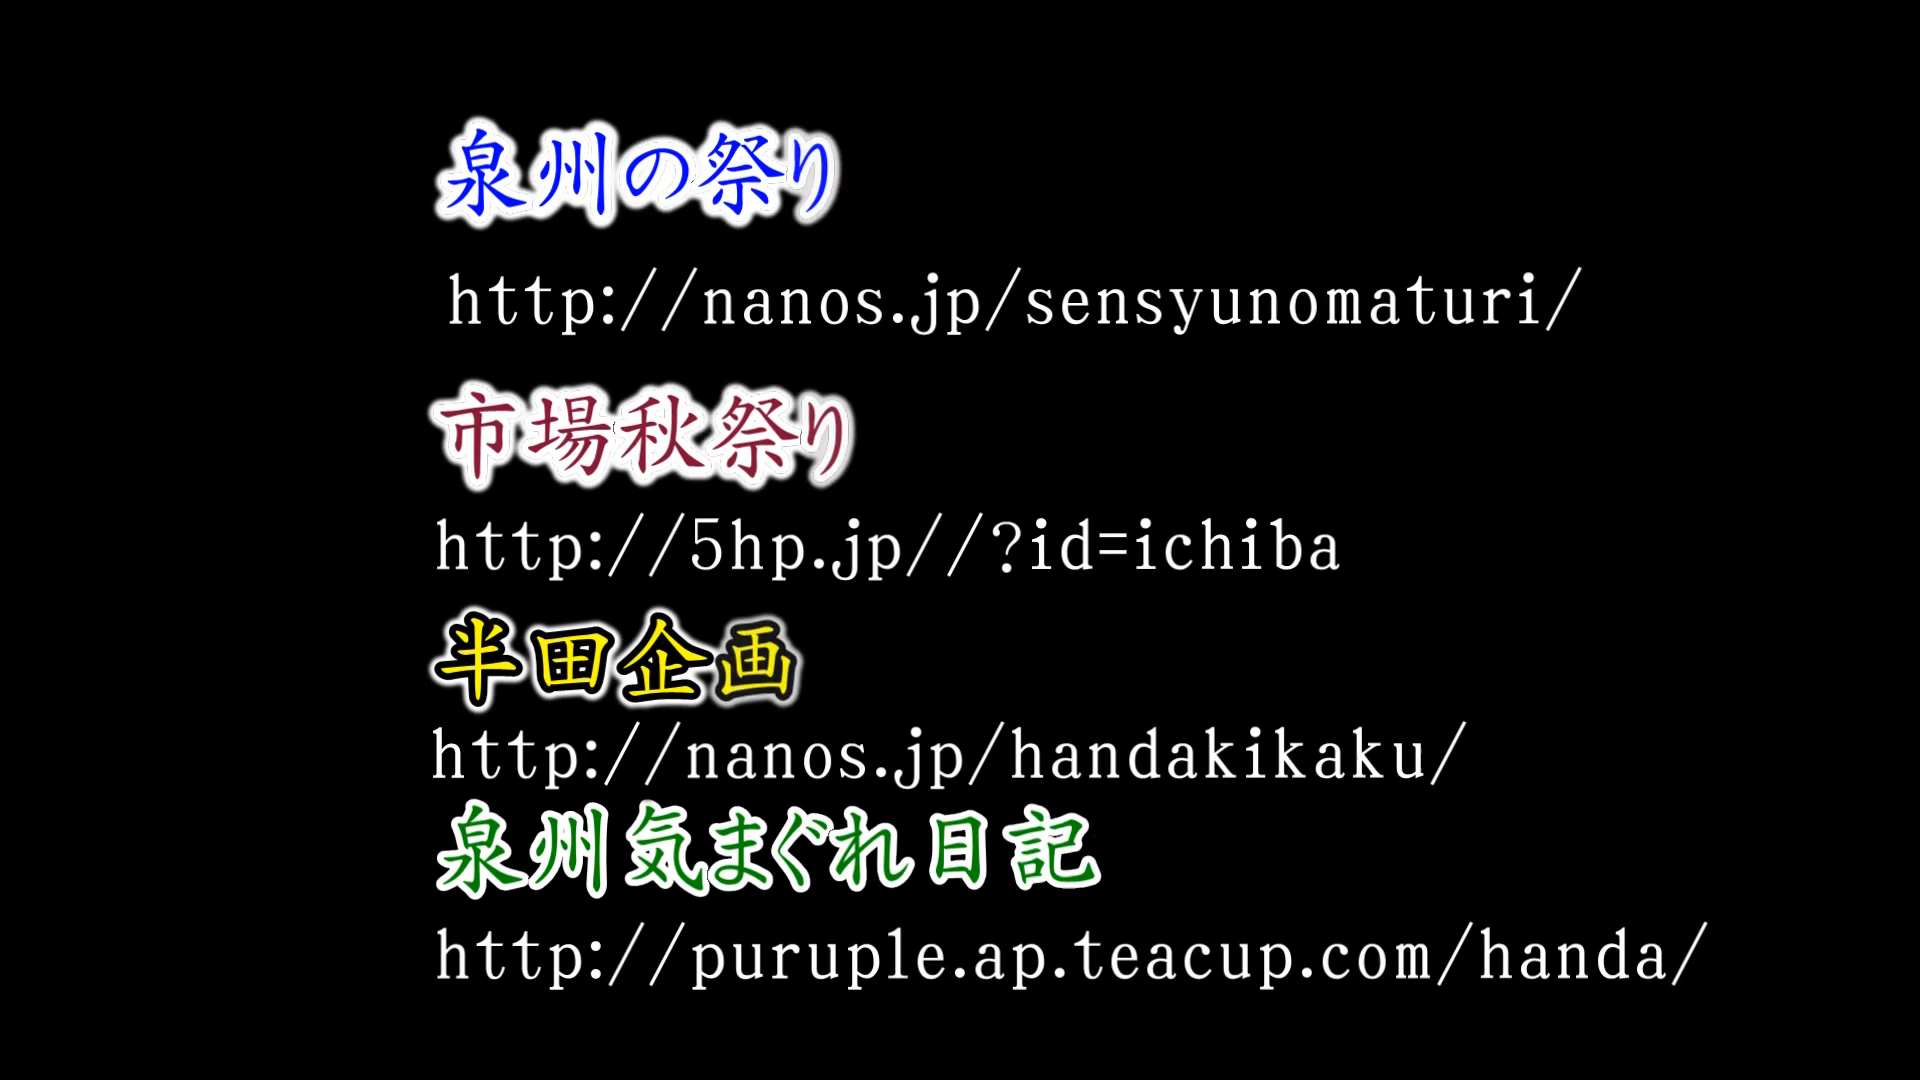 泉州の祭り
http://nanos.jp/sensyunomaturi/
市場秋祭り
http://5hp.jp//?id=ichiba
半田企画
http://nanos.jp/handakikaku/
泉州気まぐれ日記
http://puruple.ap.teacup.com/handa/